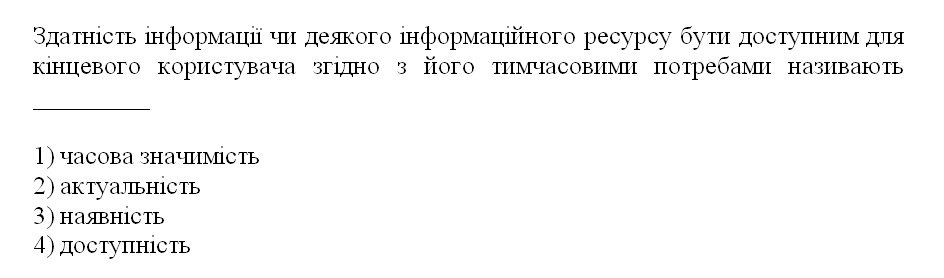 Здатність інформації чи деякого інформаційного ресурсу бути доступним для
кінцевого користувача згідно з його тимчасовими потребами називають
_________
1) часова значимість
2) актуальність
3) наявність
4) доступність